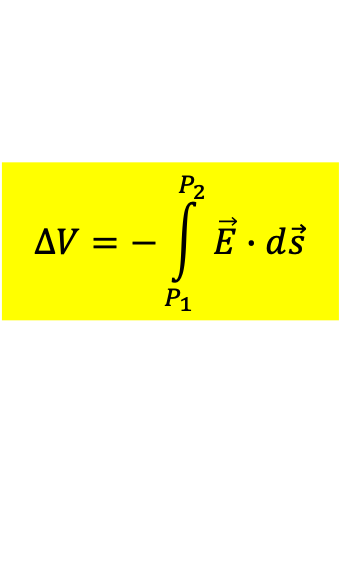 ΔV = − ∫_{P₁}^{P₂} E⃗ · ds⃗